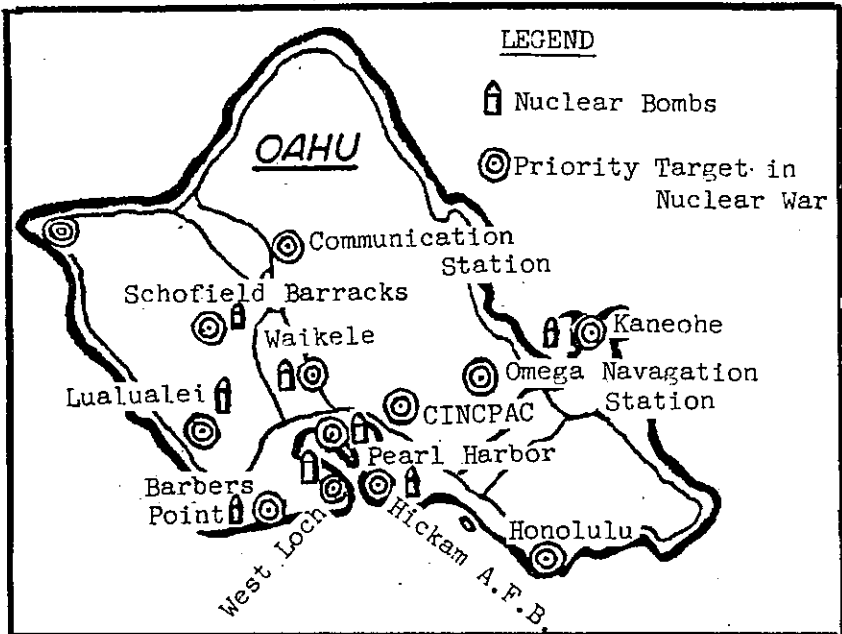 LEGEND
Nuclear Bombs
Priority Target in
Nuclear War
OAHU
Communication
Station
Schofield Barracks
Waikele
Kaneohe
Omega Navagation
Station
Lualualei
CINCPAC
Pearl Harbor
Barbers
Point
West Loch
Hickam A.F.B.
Honolulu